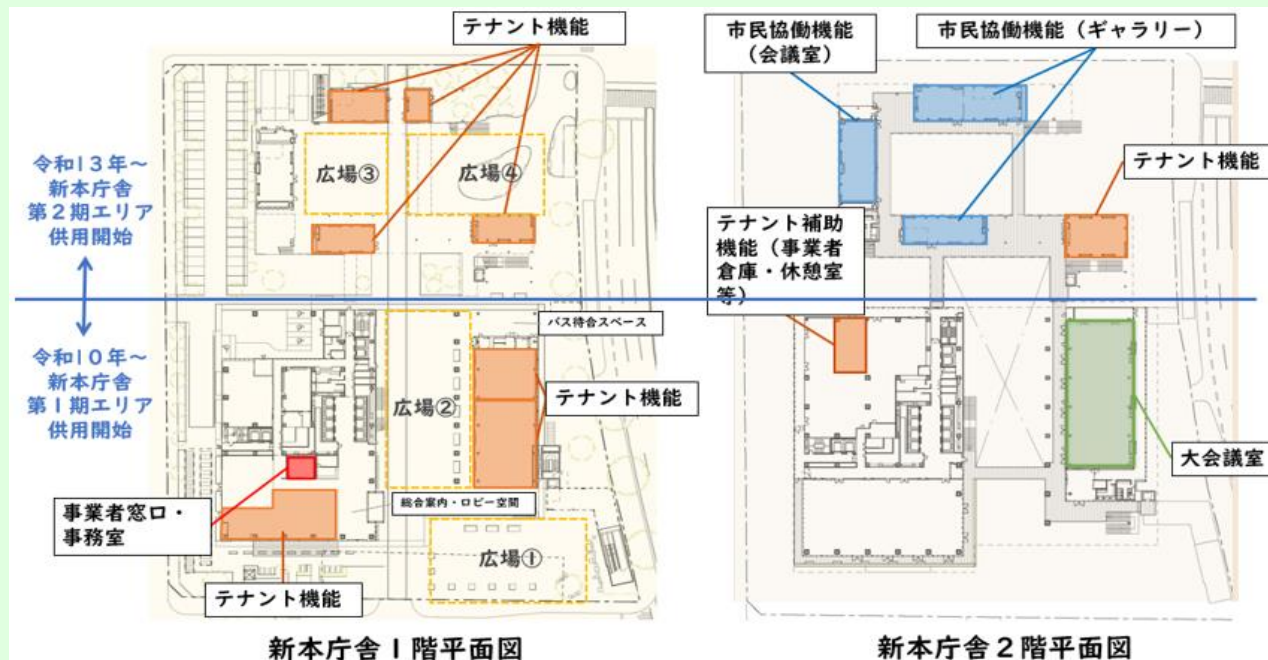 テナント機能
市民協働機能
（会議室）
市民協働機能（ギャラリー）
令和13年～
新本庁舎
第2期エリア
供用開始
広場③
広場④
テナント機能
テナント補助
機能（事業者
倉庫・休憩室
等）
バス待合スペース
令和10年～
新本庁舎
第1期エリア
供用開始
広場②
テナント機能
大会議室
総合案内・ロビー空間
事業者窓口・
事務室
広場①
テナント機能
新本庁舎1階平面図
新本庁舎2階平面図